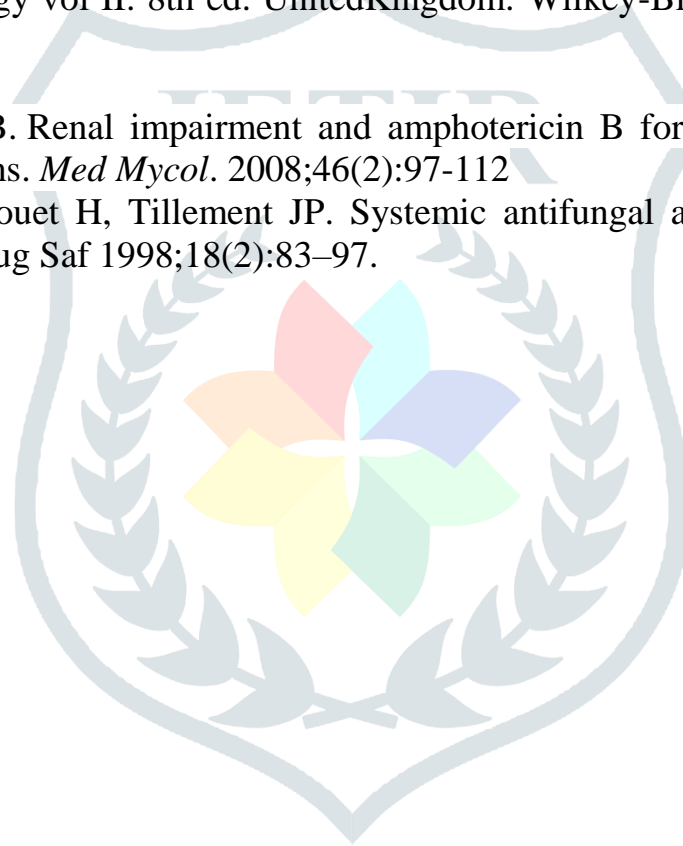 gy vol II. 8th ed. UnitedKingdom. Wilkey-Bl
JETIR
B. Renal impairment and amphotericin B for
ns. Med Mycol. 2008;46(2):97-112
ouet H, Tillement JP. Systemic antifungal a
ug Saf 1998;18(2):83–97.